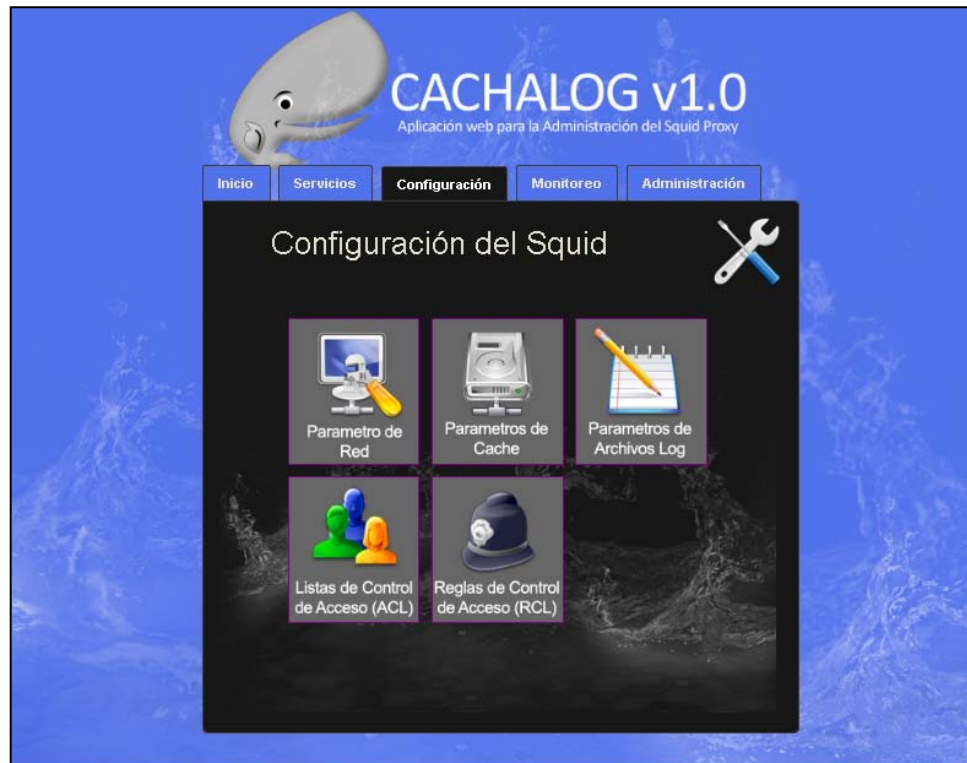 CACHALOG v1.0
Aplicación web para la Administración del Squid Proxy
Inicio
Servicios
Configuración
Monitoreo
Administración
Configuración del Squid
Parametro de
Red
Parametros de
Cache
Parametros de
Archivos Log
Listas de Control
de Acceso (ACL)
Reglas de Control
de Acceso (RCL)